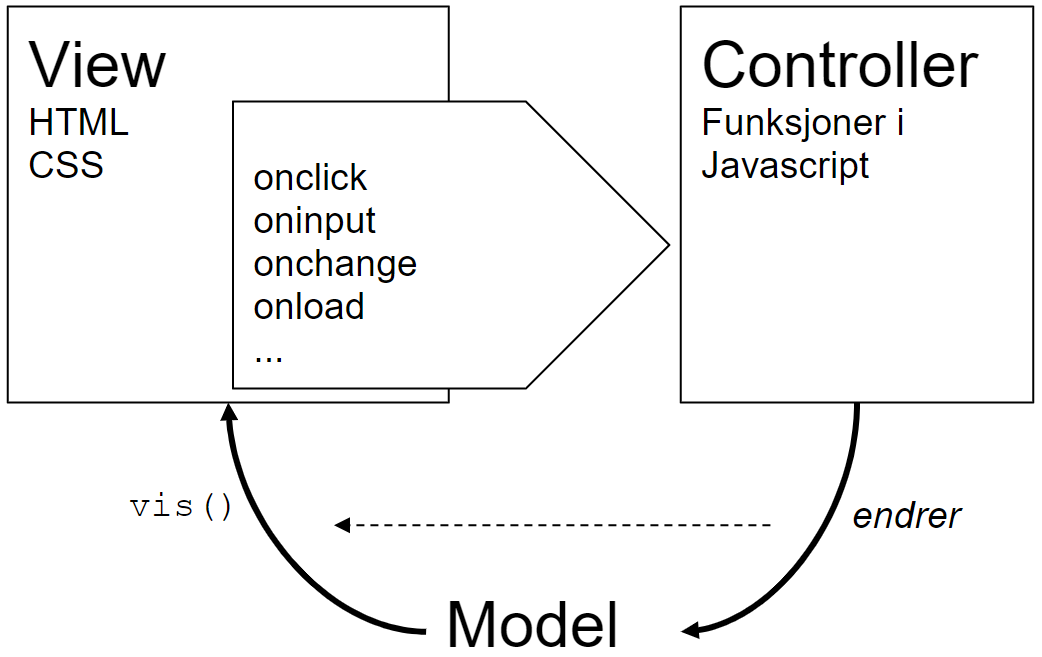 View
HTML
CSS
onclick
oninput
onchange
onload
...
Controller
Funksjoner i
Javascript
vis()
endrer
Model